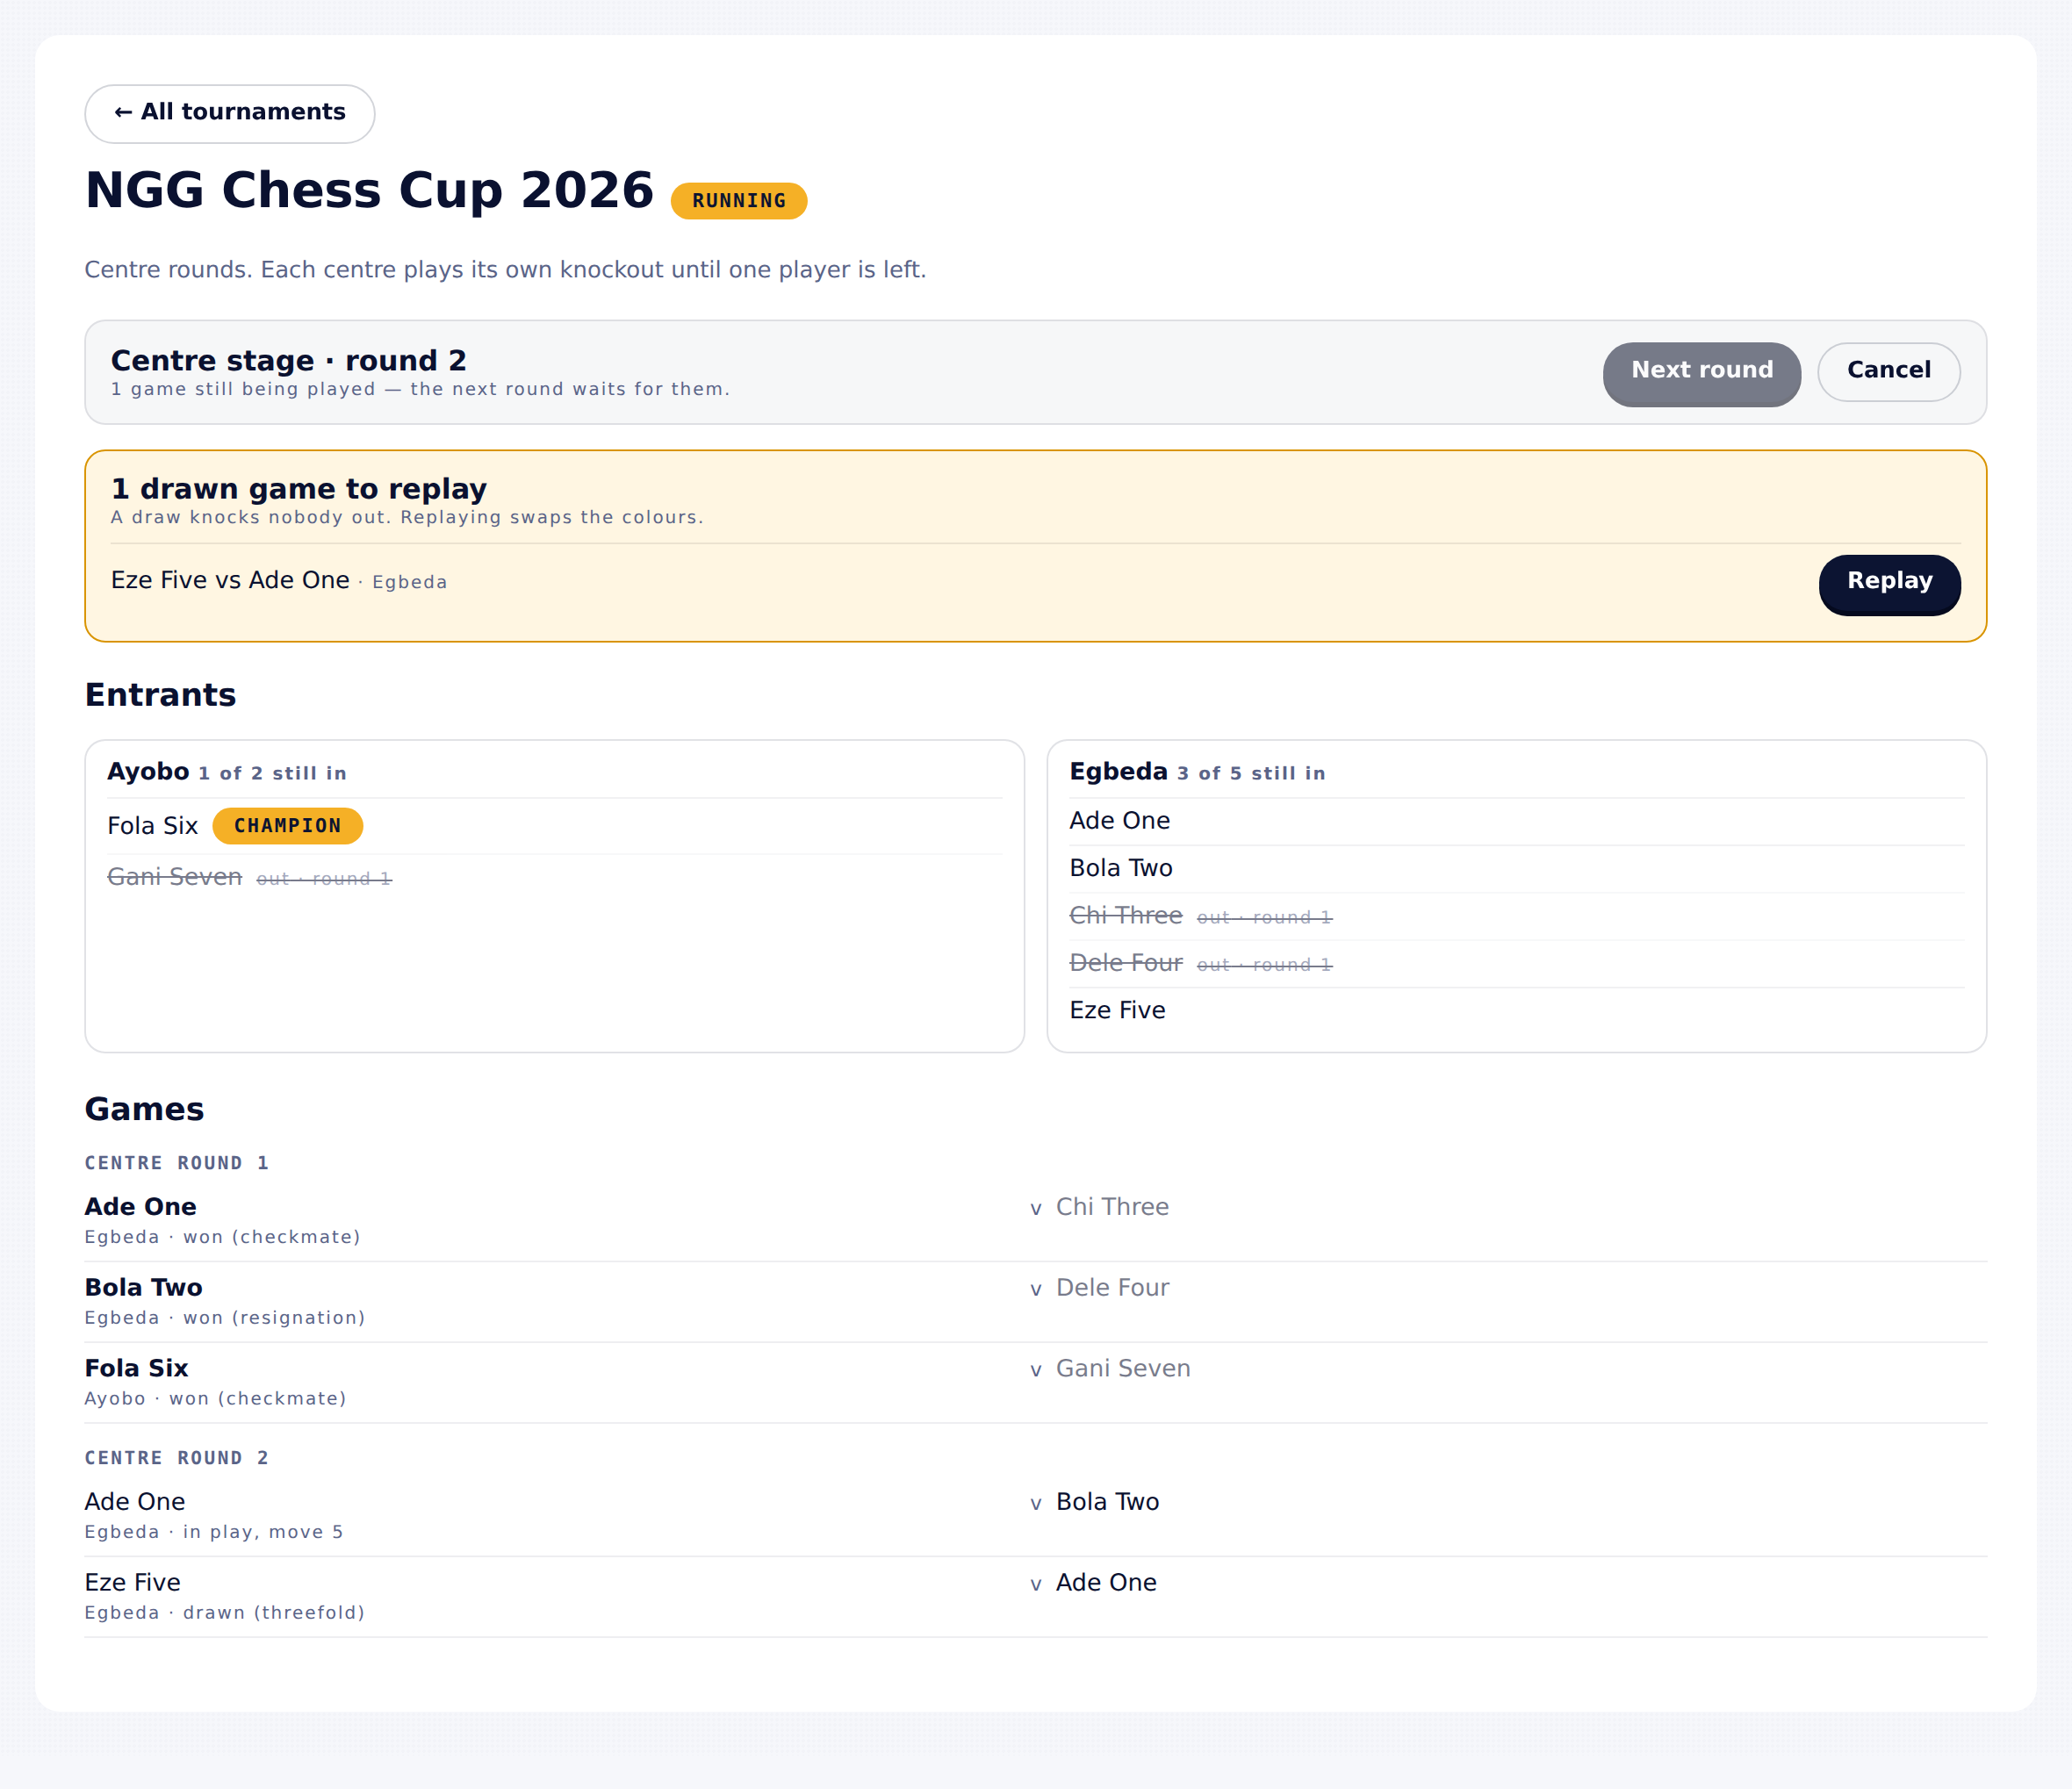 ← All tournaments
NGG Chess Cup 2026 RUNNING
Centre rounds. Each centre plays its own knockout until one player is left.
Centre stage · round 2
1 game still being played — the next round waits for them.
Next round
Cancel
1 drawn game to replay
A draw knocks nobody out. Replaying swaps the colours.
Eze Five vs Ade One · Egbeda
Replay
Entrants
Ayobo 1 of 2 still in
Fola Six CHAMPION
Gani Seven out · round 1
Egbeda 3 of 5 still in
Ade One
Bola Two
Chi Three out · round 1
Dele Four out · round 1
Eze Five
Games
CENTRE ROUND 1
Ade One v Chi Three
Egbeda · won (checkmate)
Bola Two v Dele Four
Egbeda · won (resignation)
Fola Six v Gani Seven
Ayobo · won (checkmate)
CENTRE ROUND 2
Ade One v Bola Two
Egbeda · in play, move 5
Eze Five v Ade One
Egbeda · drawn (threefold)